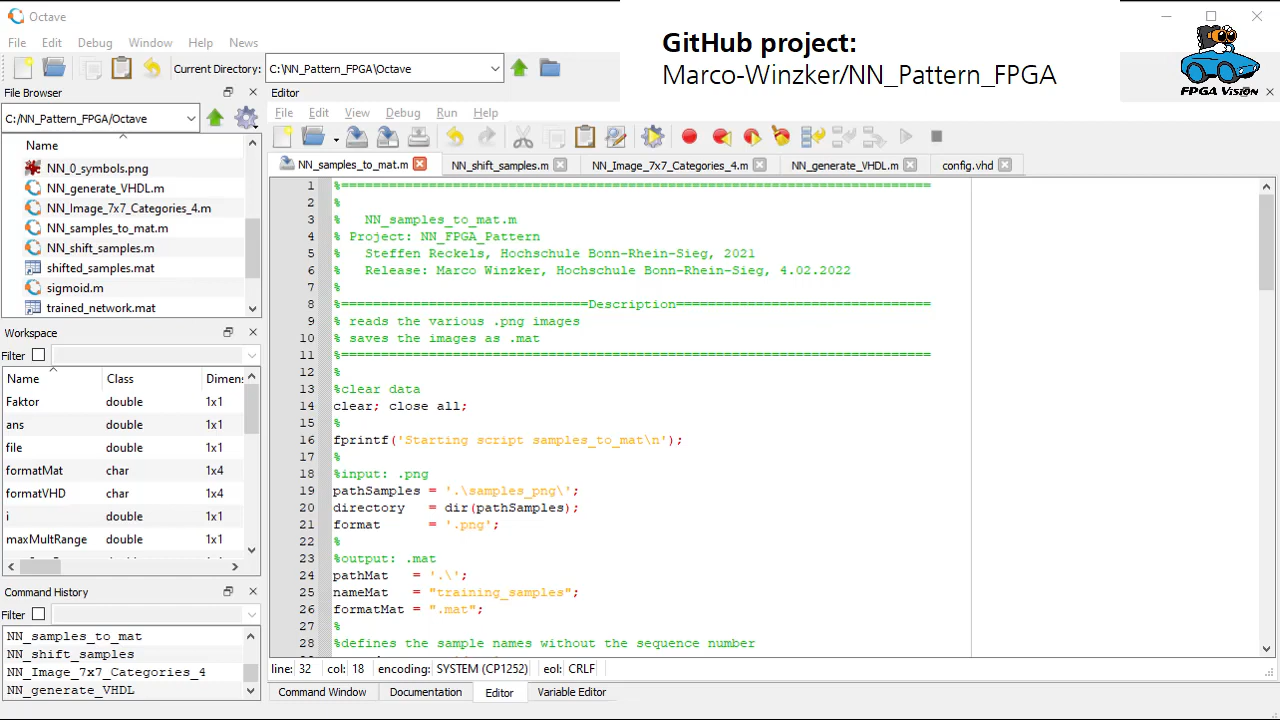 Octave
GitHub project:
Marco-Winzker/NN_Pattern_FPGA
FPGA Vision
File Edit Debug Window Help News
Current Directory: C:\NN_Pattern_FPGA\Octave
File Browser
C:/NN_Pattern_FPGA/Octave
Name
NN_0_symbols.png
NN_generate_VHDL.m
NN_Image_7x7_Categories_4.m
NN_samples_to_mat.m
NN_shift_samples.m
shifted_samples.mat
sigmoid.m
trained_network.mat
Workspace
Filter
Name Class Dimens
Faktor double 1x1
ans double 1x1
file double 1x1
formatMat char 1x4
formatVHD char 1x4
i double 1x1
maxMultRange double 1x1
Command History
Filter
NN_samples_to_mat
NN_shift_samples
NN_Image_7x7_Categories_4
NN_generate_VHDL
Editor
File Edit View Debug Run Help
NN_samples_to_mat.m NN_shift_samples.m NN_Image_7x7_Categories_4.m NN_generate_VHDL.m config.vhd
1 %==========================================================================
2 %
3 %   NN_samples_to_mat.m
4 % Project: NN_FPGA_Pattern
5 %   Steffen Reckels, Hochschule Bonn-Rhein-Sieg, 2021
6 %   Release: Marco Winzker, Hochschule Bonn-Rhein-Sieg, 4.02.2022
7 %
8 %===============================Description================================
9 % reads the various .png images
10 % saves the images as .mat
11 %==========================================================================
12 %
13 %clear data
14 clear; close all;
15 %
16 fprintf('Starting script samples_to_mat\n');
17 %
18 %input: .png
19 pathSamples = '.\samples_png\';
20 directory   = dir(pathSamples);
21 format      = '.png';
22 %
23 %output: .mat
24 pathMat   = '.\';
25 nameMat   = "training_samples";
26 formatMat = ".mat";
27 %
28 %defines the sample names without the sequence number
line: 32 col: 18 encoding: SYSTEM (CP1252) eol: CRLF
Command Window Documentation Editor Variable Editor